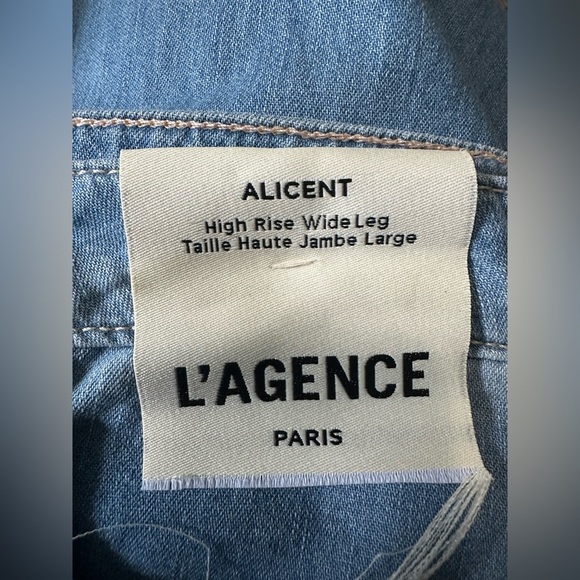 ALICENT
High Rise Wide Leg
Taille Haute Jambe Large
L'AGENCE
PARIS